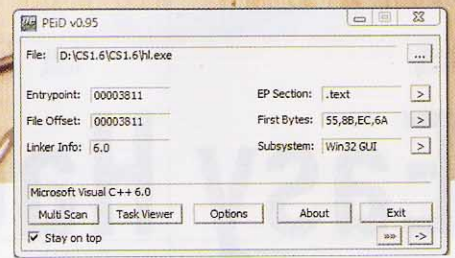 PEiD v0.95
File: D:\CS1.6\CS1.6\hl.exe ...
Entrypoint: 00003811 EP Section: .text >
File Offset: 00003811 First Bytes: 55,8B,EC,6A >
Linker Info: 6.0 Subsystem: Win32 GUI >
Microsoft Visual C++ 6.0
Multi Scan Task Viewer Options About Exit
Stay on top »» ->